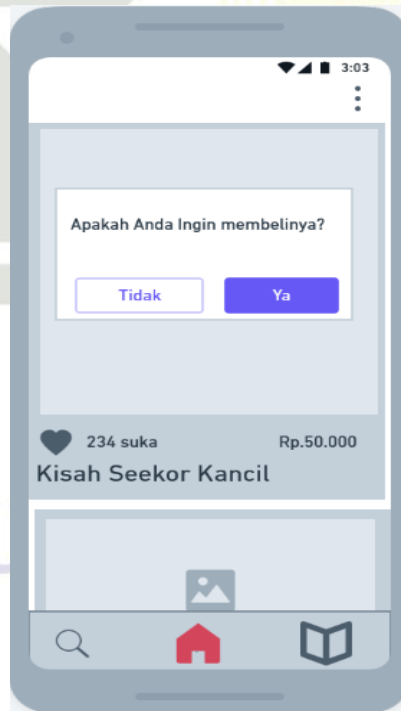 3:03
Apakah Anda Ingin membelinya?
Tidak Ya
234 suka Rp.50.000
Kisah Seekor Kancil